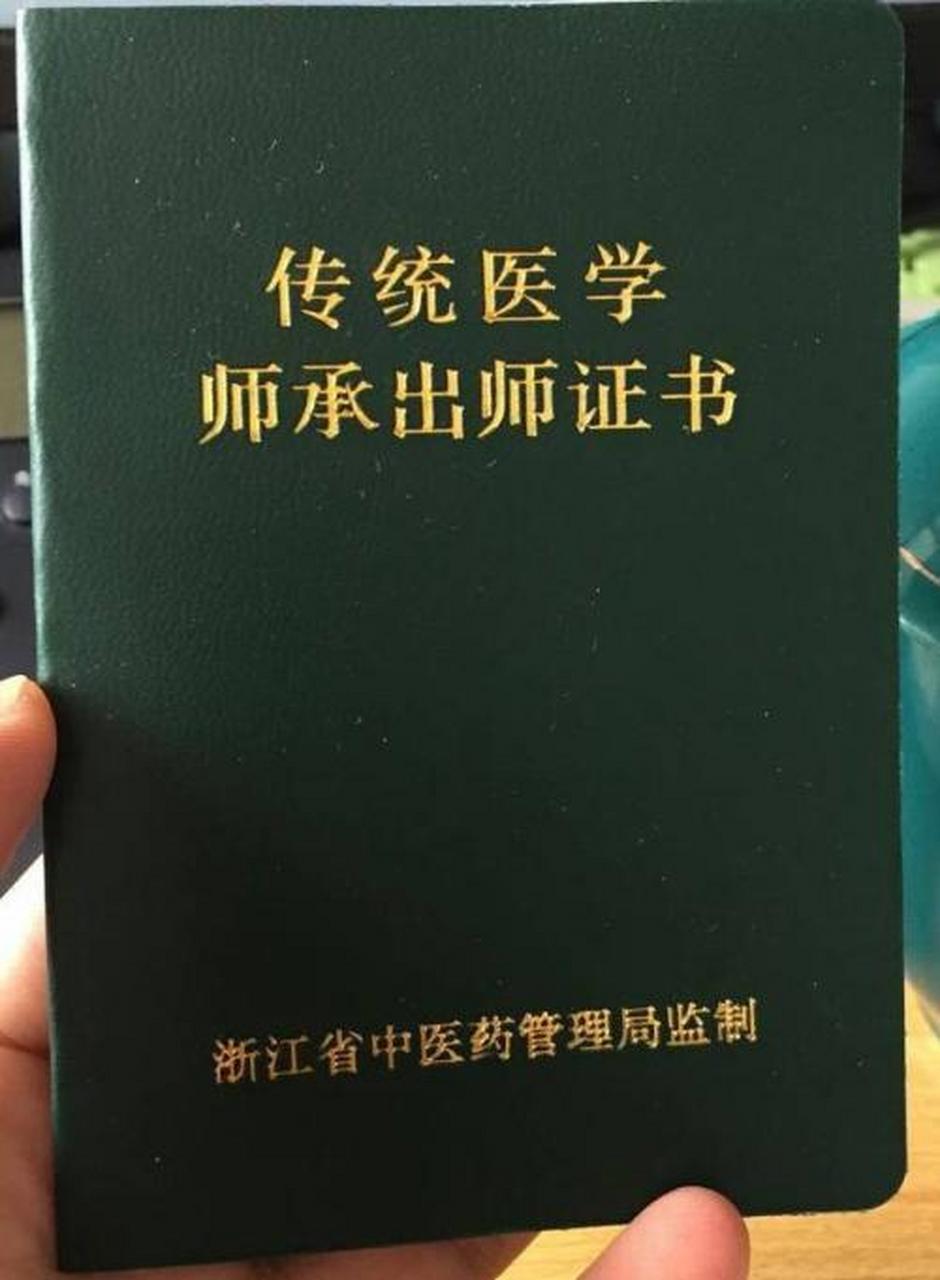 传统医学
师承出师证书
浙江省中医药管理局监制